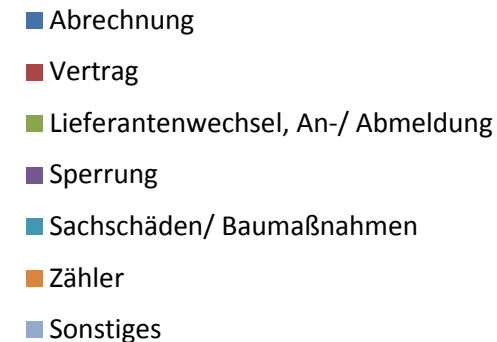 Abrechnung
Vertrag
Lieferantenwechsel, An-/ Abmeldung
Sperrung
Sachschäden/ Baumaßnahmen
Zähler
Sonstiges